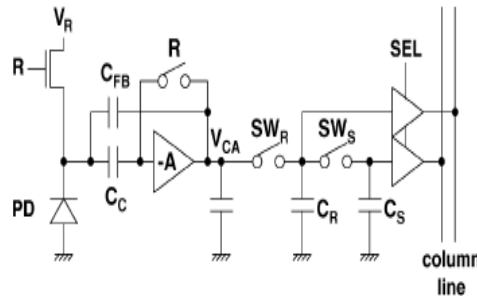 V_R
R
R
SEL
C_FB
V_CA
SW_R
SW_S
-A
C_C
PD
C_R
C_S
column
line